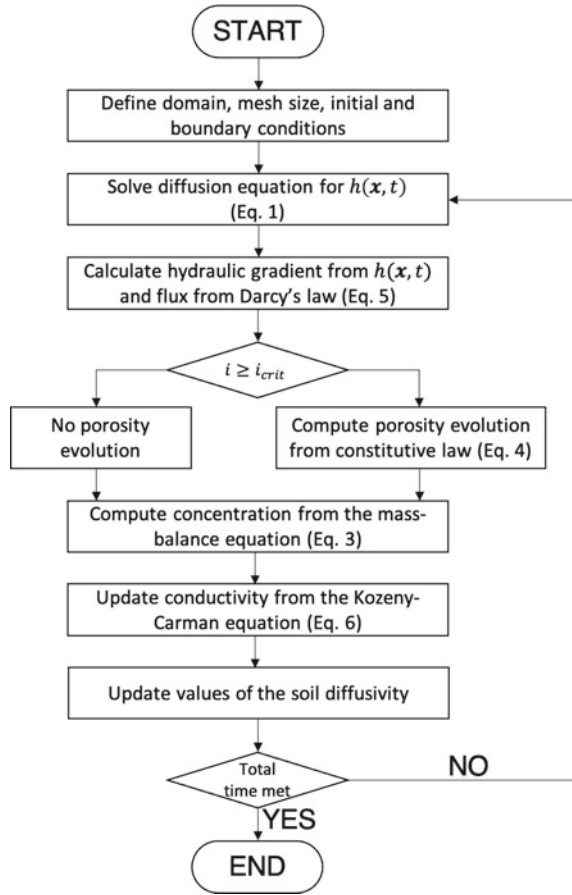 START
Define domain, mesh size, initial and
boundary conditions
Solve diffusion equation for h(x, t)
(Eq. 1)
Calculate hydraulic gradient from h(x, t)
and flux from Darcy's law (Eq. 5)
i ≥ i_crit
No porosity
evolution
Compute porosity evolution
from constitutive law (Eq. 4)
Compute concentration from the mass-
balance equation (Eq. 3)
Update conductivity from the Kozeny-
Carman equation (Eq. 6)
Update values of the soil diffusivity
Total
time met
NO
YES
END